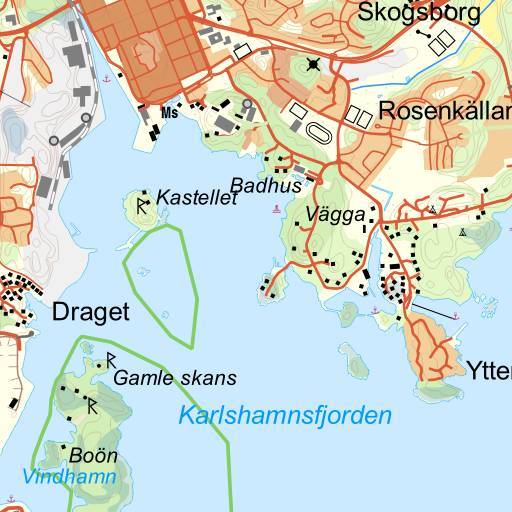 Skogsborg
Ms
Rosenkällan
Badhus
Kastellet
Vägga
Draget
Gamle skans
Ytter
Karlshamnsfjorden
Boön
Vindhamn